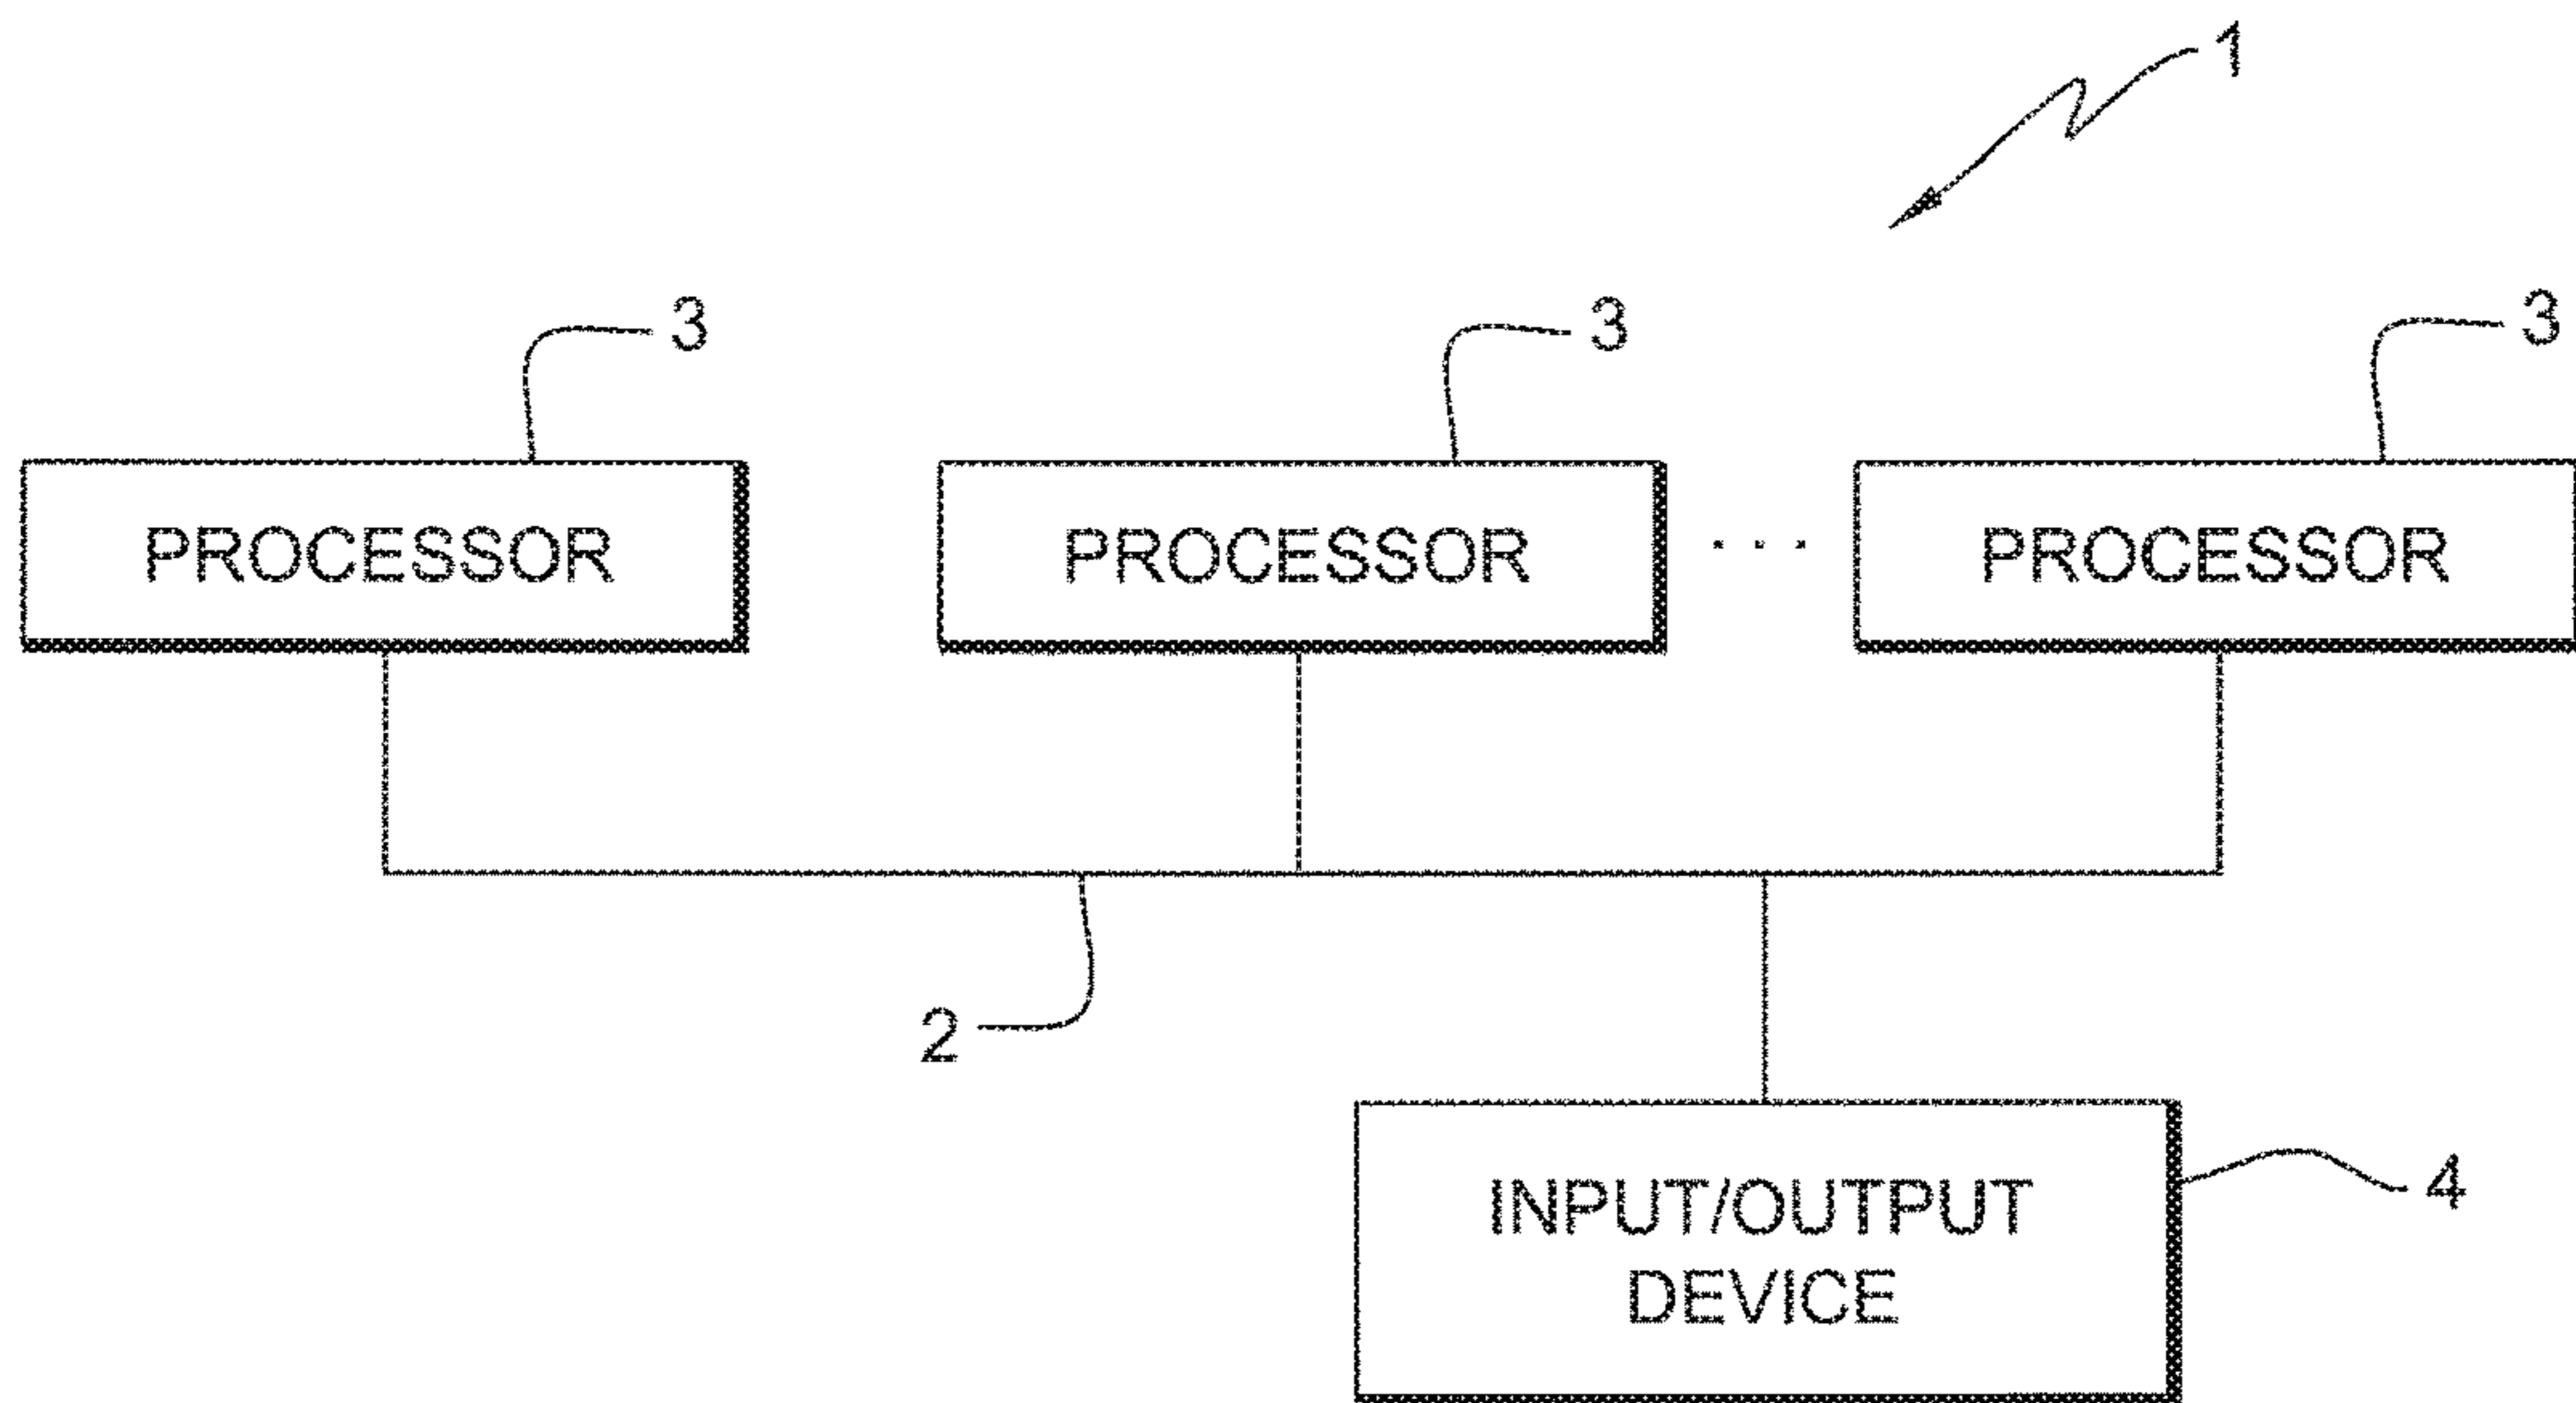 1
3 3 3
PROCESSOR PROCESSOR . . . PROCESSOR
2
INPUT/OUTPUT
DEVICE
4